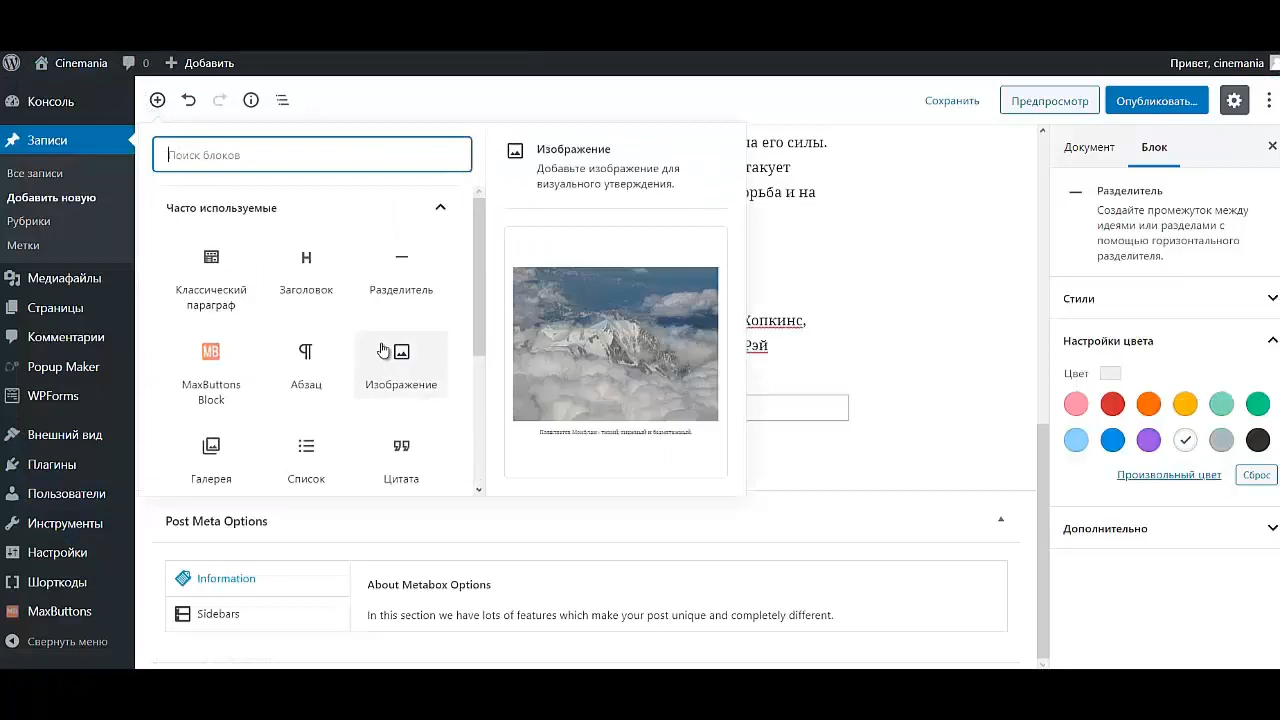 Cinemania
0
Добавить
Привет, cinemania
Консоль
Записи
Все записи
Добавить новую
Рубрики
Метки
Медиафайлы
Страницы
Комментарии
Popup Maker
WPForms
Внешний вид
Плагины
Пользователи
Инструменты
Настройки
Шорткоды
MaxButtons
Свернуть меню
Сохранить
Предпросмотр
Опубликовать...
Поиск блоков
Часто используемые
Классический
параграф
Заголовок
Разделитель
MB
MaxButtons
Block
Абзац
Изображение
Галерея
Список
Цитата
Изображение
Добавьте изображение для
визуального утверждения.
его силы.
такует
и на
Хопкинс,
Рэй
Post Meta Options
Information
Sidebars
About Metabox Options
In this section we have lots of features which make your post unique and completely different.
Документ
Блок
Разделитель
Создайте промежуток между
идеями или разделами с
помощью горизонтального
разделителя.
Стили
Настройки цвета
Цвет
Произвольный цвет
Сброс
Дополнительно